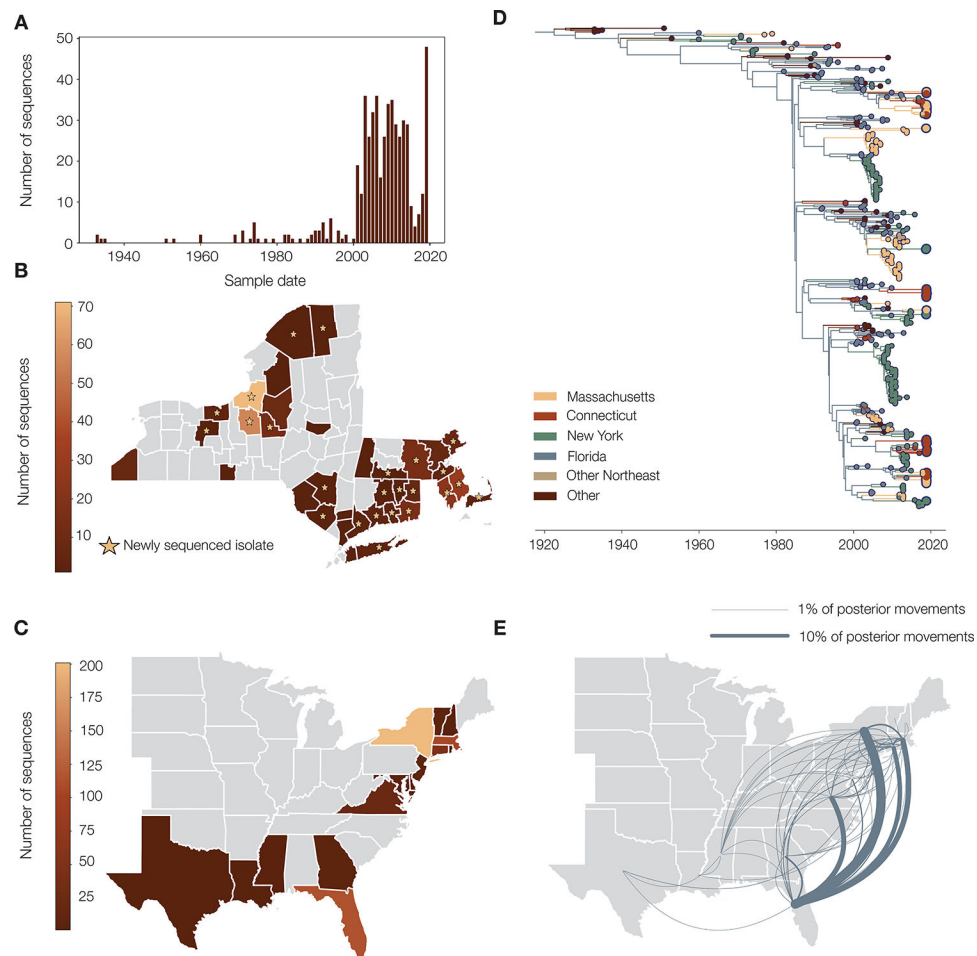 A
Number of sequences
50
40
30
20
10
0
1940
1960
1980
2000
2020
Sample date
B
Number of sequences
70
60
50
40
30
20
10
Newly sequenced isolate
C
Number of sequences
200
175
150
125
100
75
50
25
D
Massachusetts
Connecticut
New York
Florida
Other Northeast
Other
1920
1940
1960
1980
2000
2020
E
1% of posterior movements
10% of posterior movements